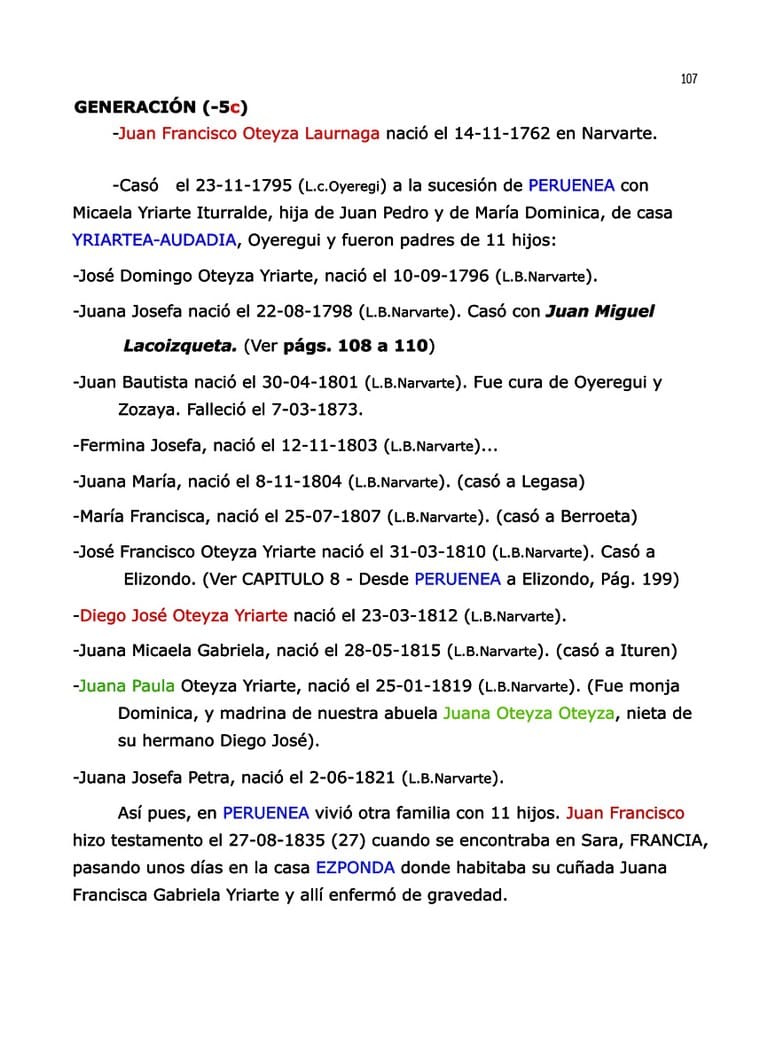 107
GENERACIÓN (-5c)
-Juan Francisco Oteyza Laurnaga nació el 14-11-1762 en Narvarte.
-Casó el 23-11-1795 (L.c.Oyeregi) a la sucesión de PERUENEA con
Micaela Yriarte Iturralde, hija de Juan Pedro y de María Dominica, de casa
YRIARTEA-AUDADIA, Oyeregui y fueron padres de 11 hijos:
-José Domingo Oteyza Yriarte, nació el 10-09-1796 (L.B.Narvarte).
-Juana Josefa nació el 22-08-1798 (L.B.Narvarte). Casó con Juan Miguel
Lacoizqueta. (Ver págs. 108 a 110)
-Juan Bautista nació el 30-04-1801 (L.B.Narvarte). Fue cura de Oyeregui y
Zozaya. Falleció el 7-03-1873.
-Fermina Josefa, nació el 12-11-1803 (L.B.Narvarte)...
-Juana María, nació el 8-11-1804 (L.B.Narvarte). (casó a Legasa)
-María Francisca, nació el 25-07-1807 (L.B.Narvarte). (casó a Berroeta)
-José Francisco Oteyza Yriarte nació el 31-03-1810 (L.B.Narvarte). Casó a
Elizondo. (Ver CAPITULO 8 - Desde PERUENEA a Elizondo, Pág. 199)
-Diego José Oteyza Yriarte nació el 23-03-1812 (L.B.Narvarte).
-Juana Micaela Gabriela, nació el 28-05-1815 (L.B.Narvarte). (casó a Ituren)
-Juana Paula Oteyza Yriarte, nació el 25-01-1819 (L.B.Narvarte). (Fue monja
Dominica, y madrina de nuestra abuela Juana Oteyza Oteyza, nieta de
su hermano Diego José).
-Juana Josefa Petra, nació el 2-06-1821 (L.B.Narvarte).
Así pues, en PERUENEA vivió otra familia con 11 hijos. Juan Francisco
hizo testamento el 27-08-1835 (27) cuando se encontraba en Sara, FRANCIA,
pasando unos días en la casa EZPONDA donde habitaba su cuñada Juana
Francisca Gabriela Yriarte y allí enfermó de gravedad.